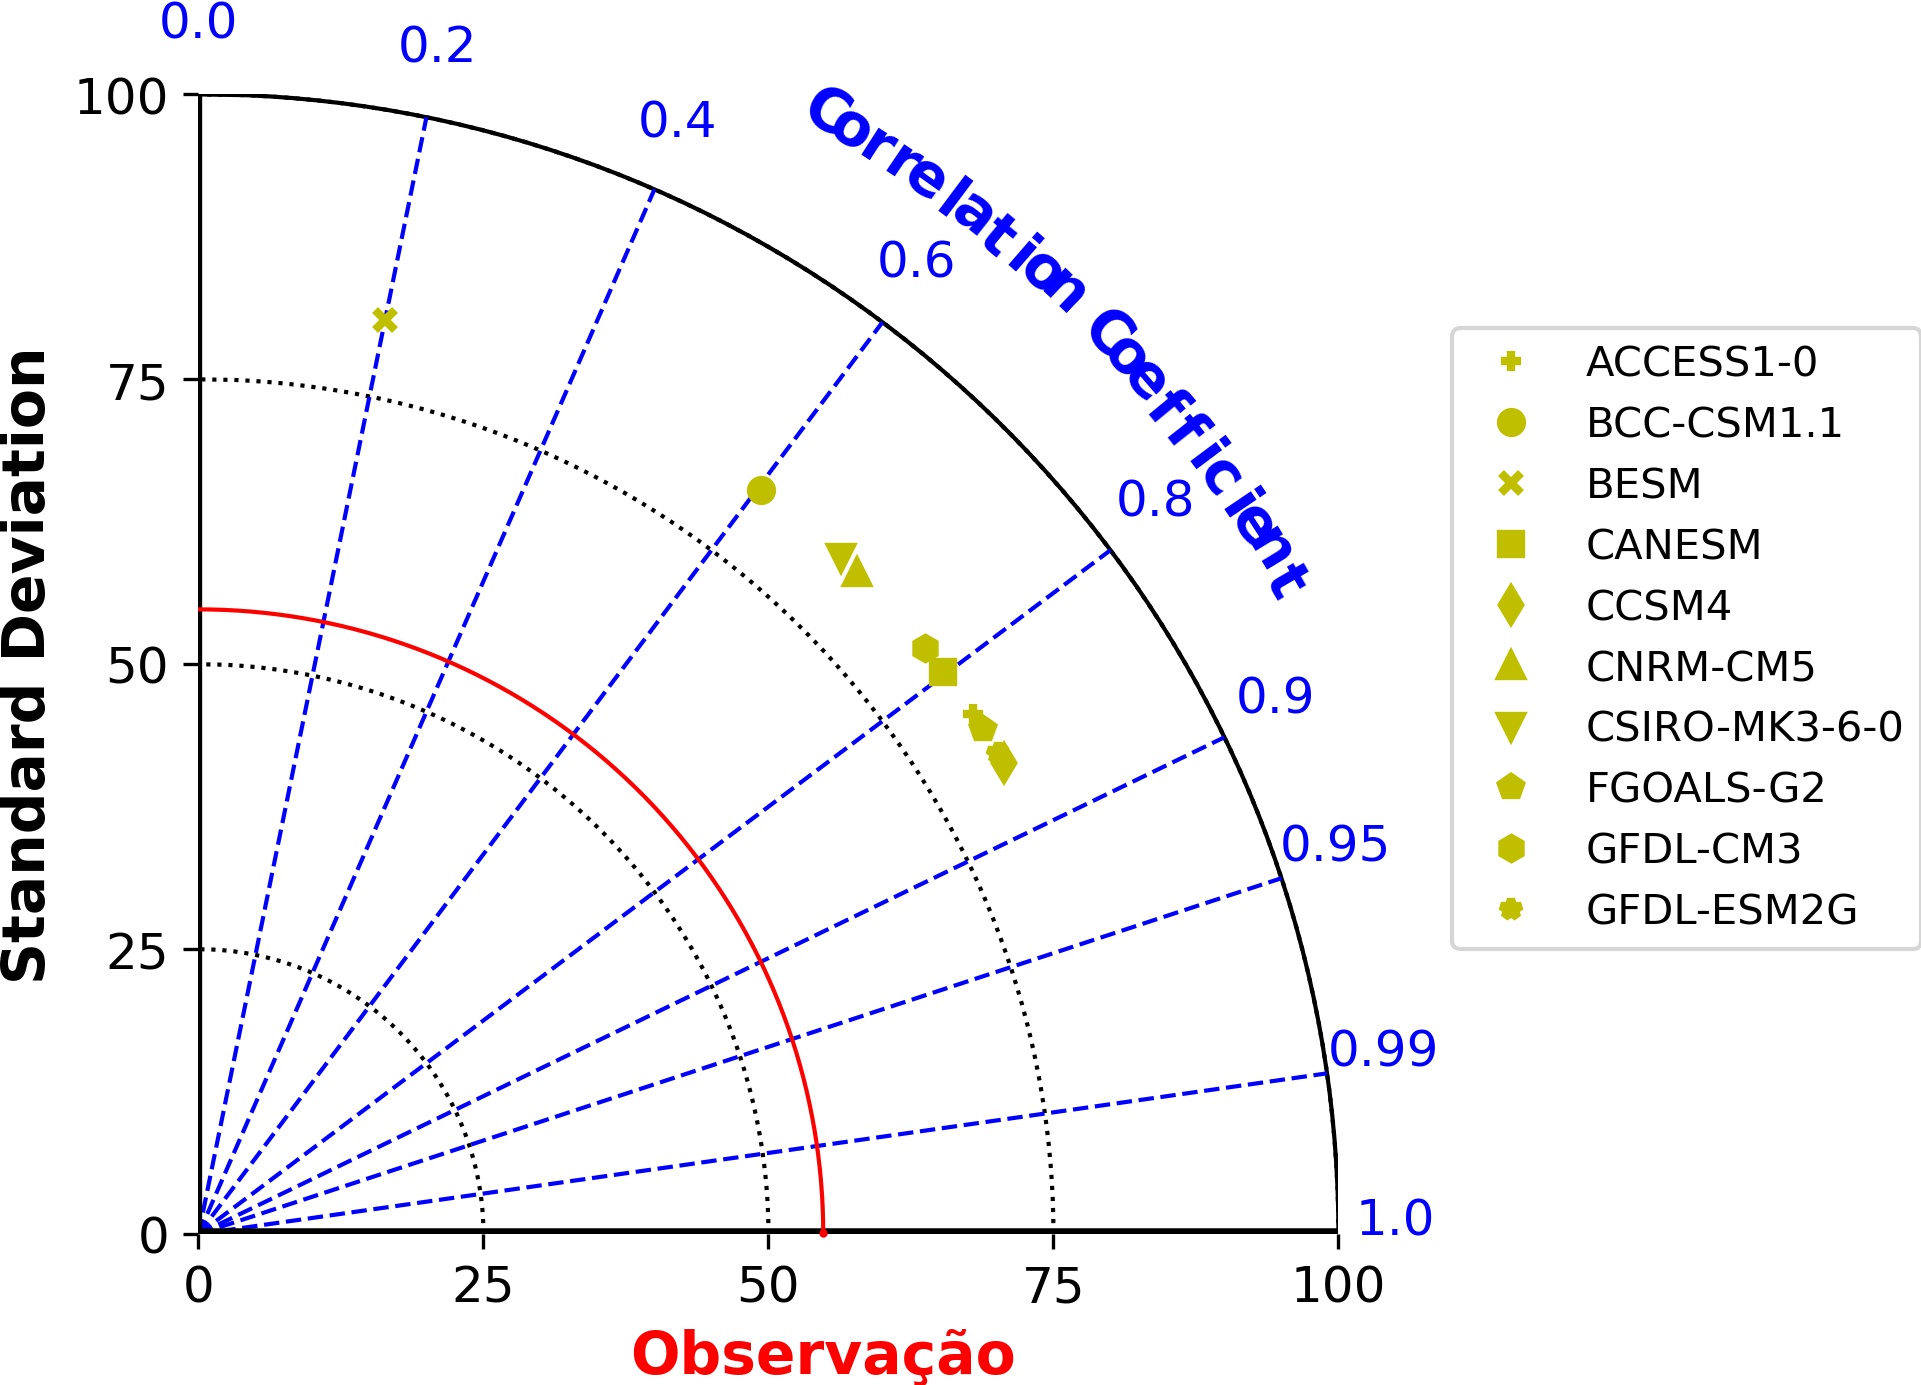 0.0
0.2
0.4
0.6
0.8
0.9
0.95
0.99
1.0
Correlation Coefficient
100
75
50
25
0
Standard Deviation
0
25
50
75
100
Observação
ACCESS1-0
BCC-CSM1.1
BESM
CANESM
CCSM4
CNRM-CM5
CSIRO-MK3-6-0
FGOALS-G2
GFDL-CM3
GFDL-ESM2G